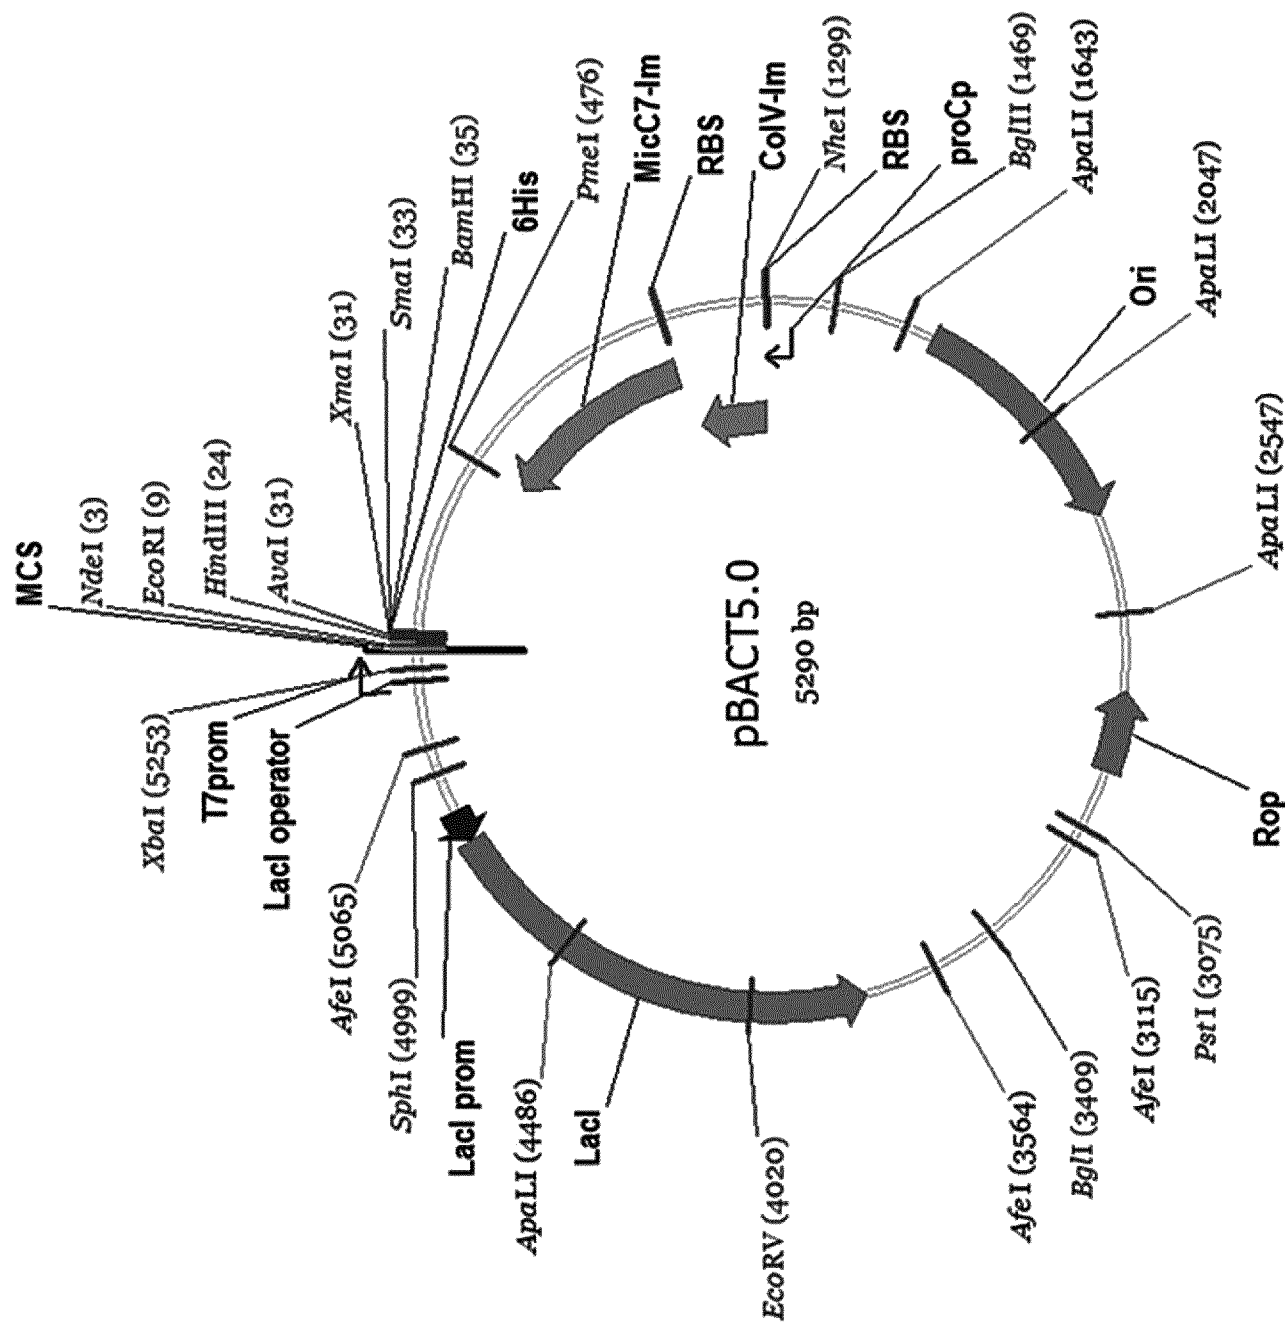 MCS
NdeI (3)
EcoRI (9)
HindIII (24)
AvaI (31)
XmaI (31)
SmaI (33)
BamHI (35)
6His
PmeI (476)
MicC7-Im
RBS
ColV-Im
NheI (1299)
RBS
proCp
BglII (1469)
ApaLI (1643)
ApaLI (2047)
Ori
ApaLI (2547)
Rop
PstI (3075)
AfeI (3115)
BglI (3409)
AfeI (3564)
EcoRV (4020)
LacI
ApaLI (4486)
LacI prom
SphI (4999)
AfeI (5065)
LacI operator
T7prom
XbaI (5253)
pBACT5.0
5290 bp